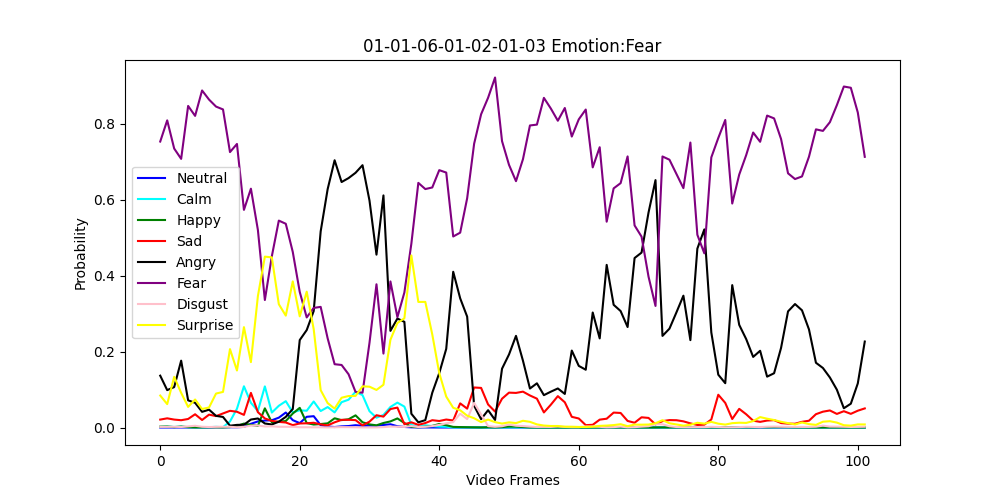 01-01-06-01-02-01-03 Emotion:Fear
Probability
0.8
0.6
0.4
0.2
0.0
Neutral
Calm
Happy
Sad
Angry
Fear
Disgust
Surprise
0 20 40 60 80 100
Video Frames